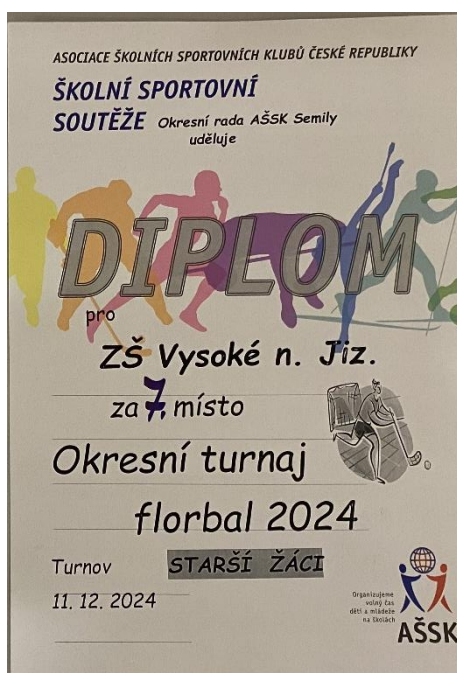 ASOCIACE ŠKOLNÍCH SPORTOVNÍCH KLUBŮ ČESKÉ REPUBLIKY
ŠKOLNÍ SPORTOVNÍ
SOUTĚŽE Okresní rada AŠSK Semily
uděluje
DIPLOM
pro
ZŠ Vysoké n. Jiz.
za 7. místo
Okresní turnaj
florbal 2024
Turnov STARŠÍ ŽÁCI
11. 12. 2024
Organizujeme
volný čas
dětí a mládeže
na školách
AŠSK